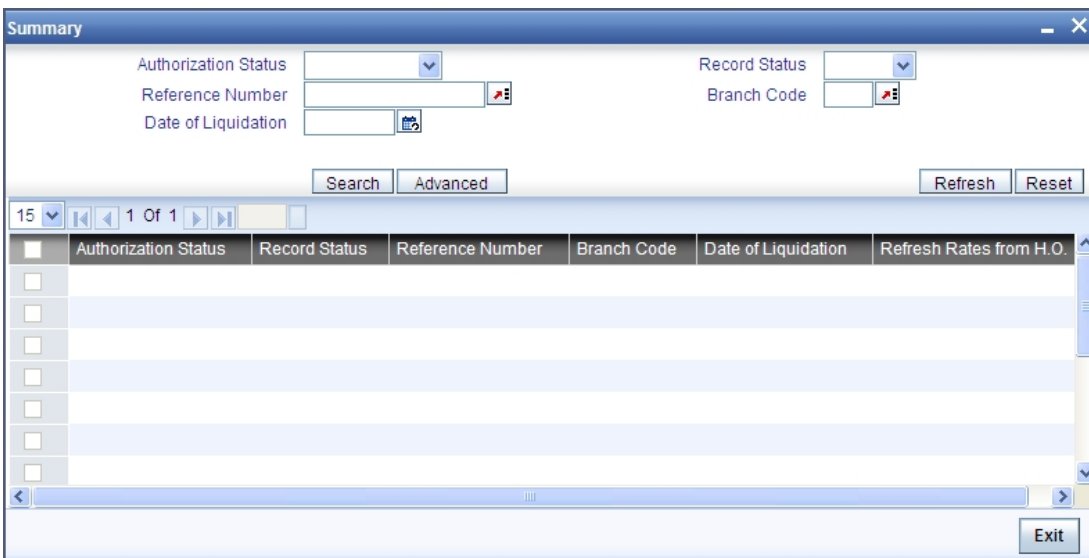 Summary
Authorization Status Record Status
Reference Number Branch Code
Date of Liquidation
Search Advanced Refresh Reset
15 1 Of 1
Authorization Status Record Status Reference Number Branch Code Date of Liquidation Refresh Rates from H.O.
Exit